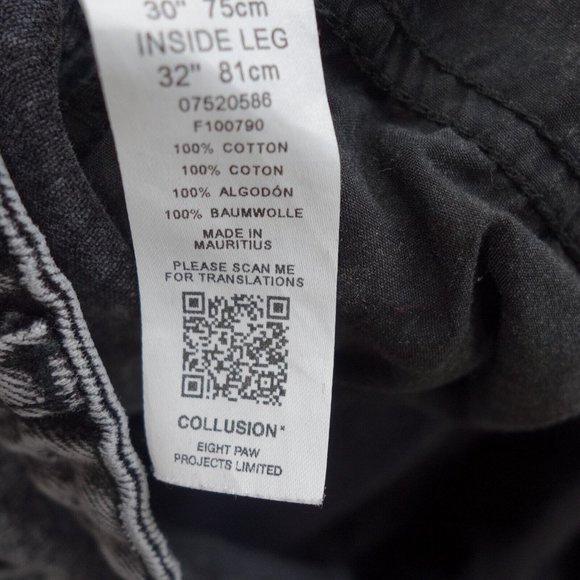 30" 75cm
INSIDE LEG
32" 81cm
07520586
F100790
100% COTTON
100% COTON
100% ALGODÓN
100% BAUMWOLLE
MADE IN
MAURITIUS
PLEASE SCAN ME
FOR TRANSLATIONS
COLLUSION*
EIGHT PAW
PROJECTS LIMITED